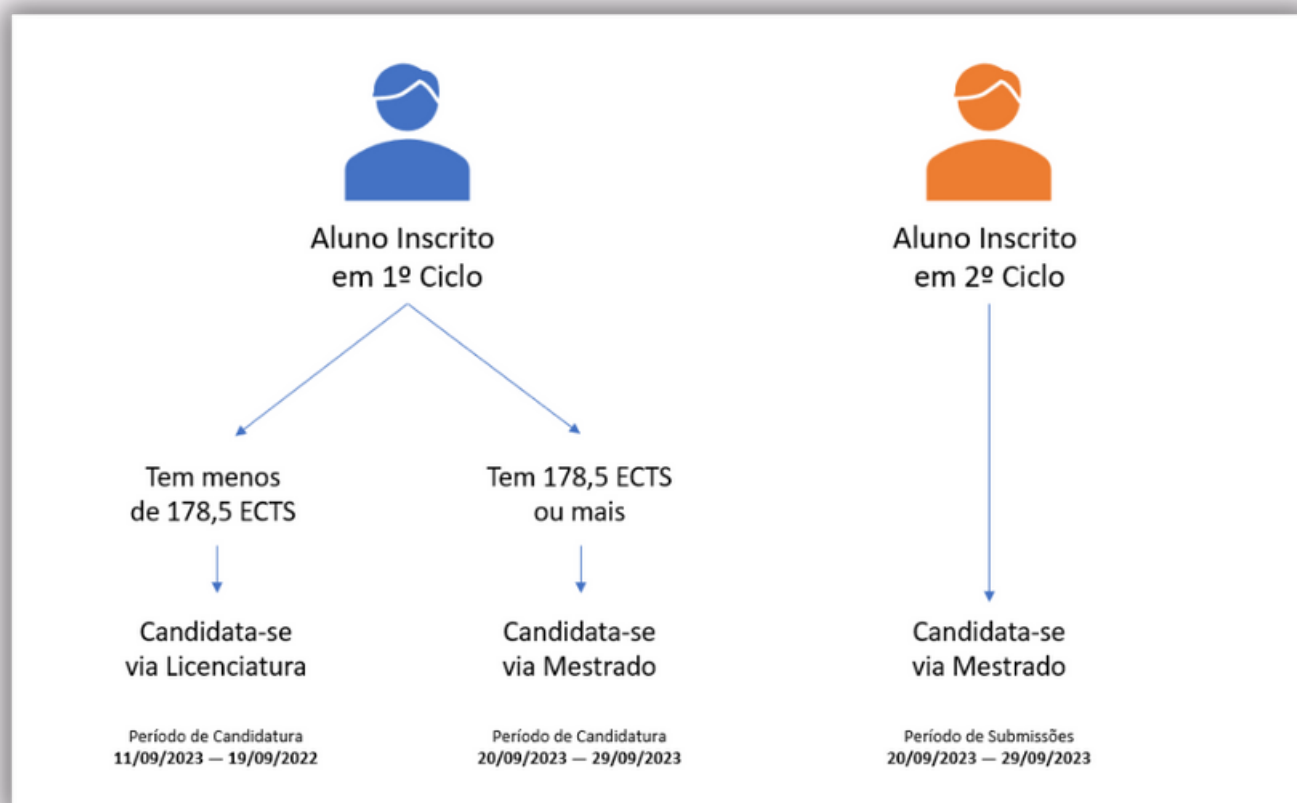 Aluno Inscrito
em 1º Ciclo
Tem menos
de 178,5 ECTS
Candidata-se
via Licenciatura
Período de Candidatura
11/09/2023 — 19/09/2022
Tem 178,5 ECTS
ou mais
Candidata-se
via Mestrado
Período de Candidatura
20/09/2023 — 29/09/2023
Aluno Inscrito
em 2º Ciclo
Candidata-se
via Mestrado
Período de Submissões
20/09/2023 — 29/09/2023